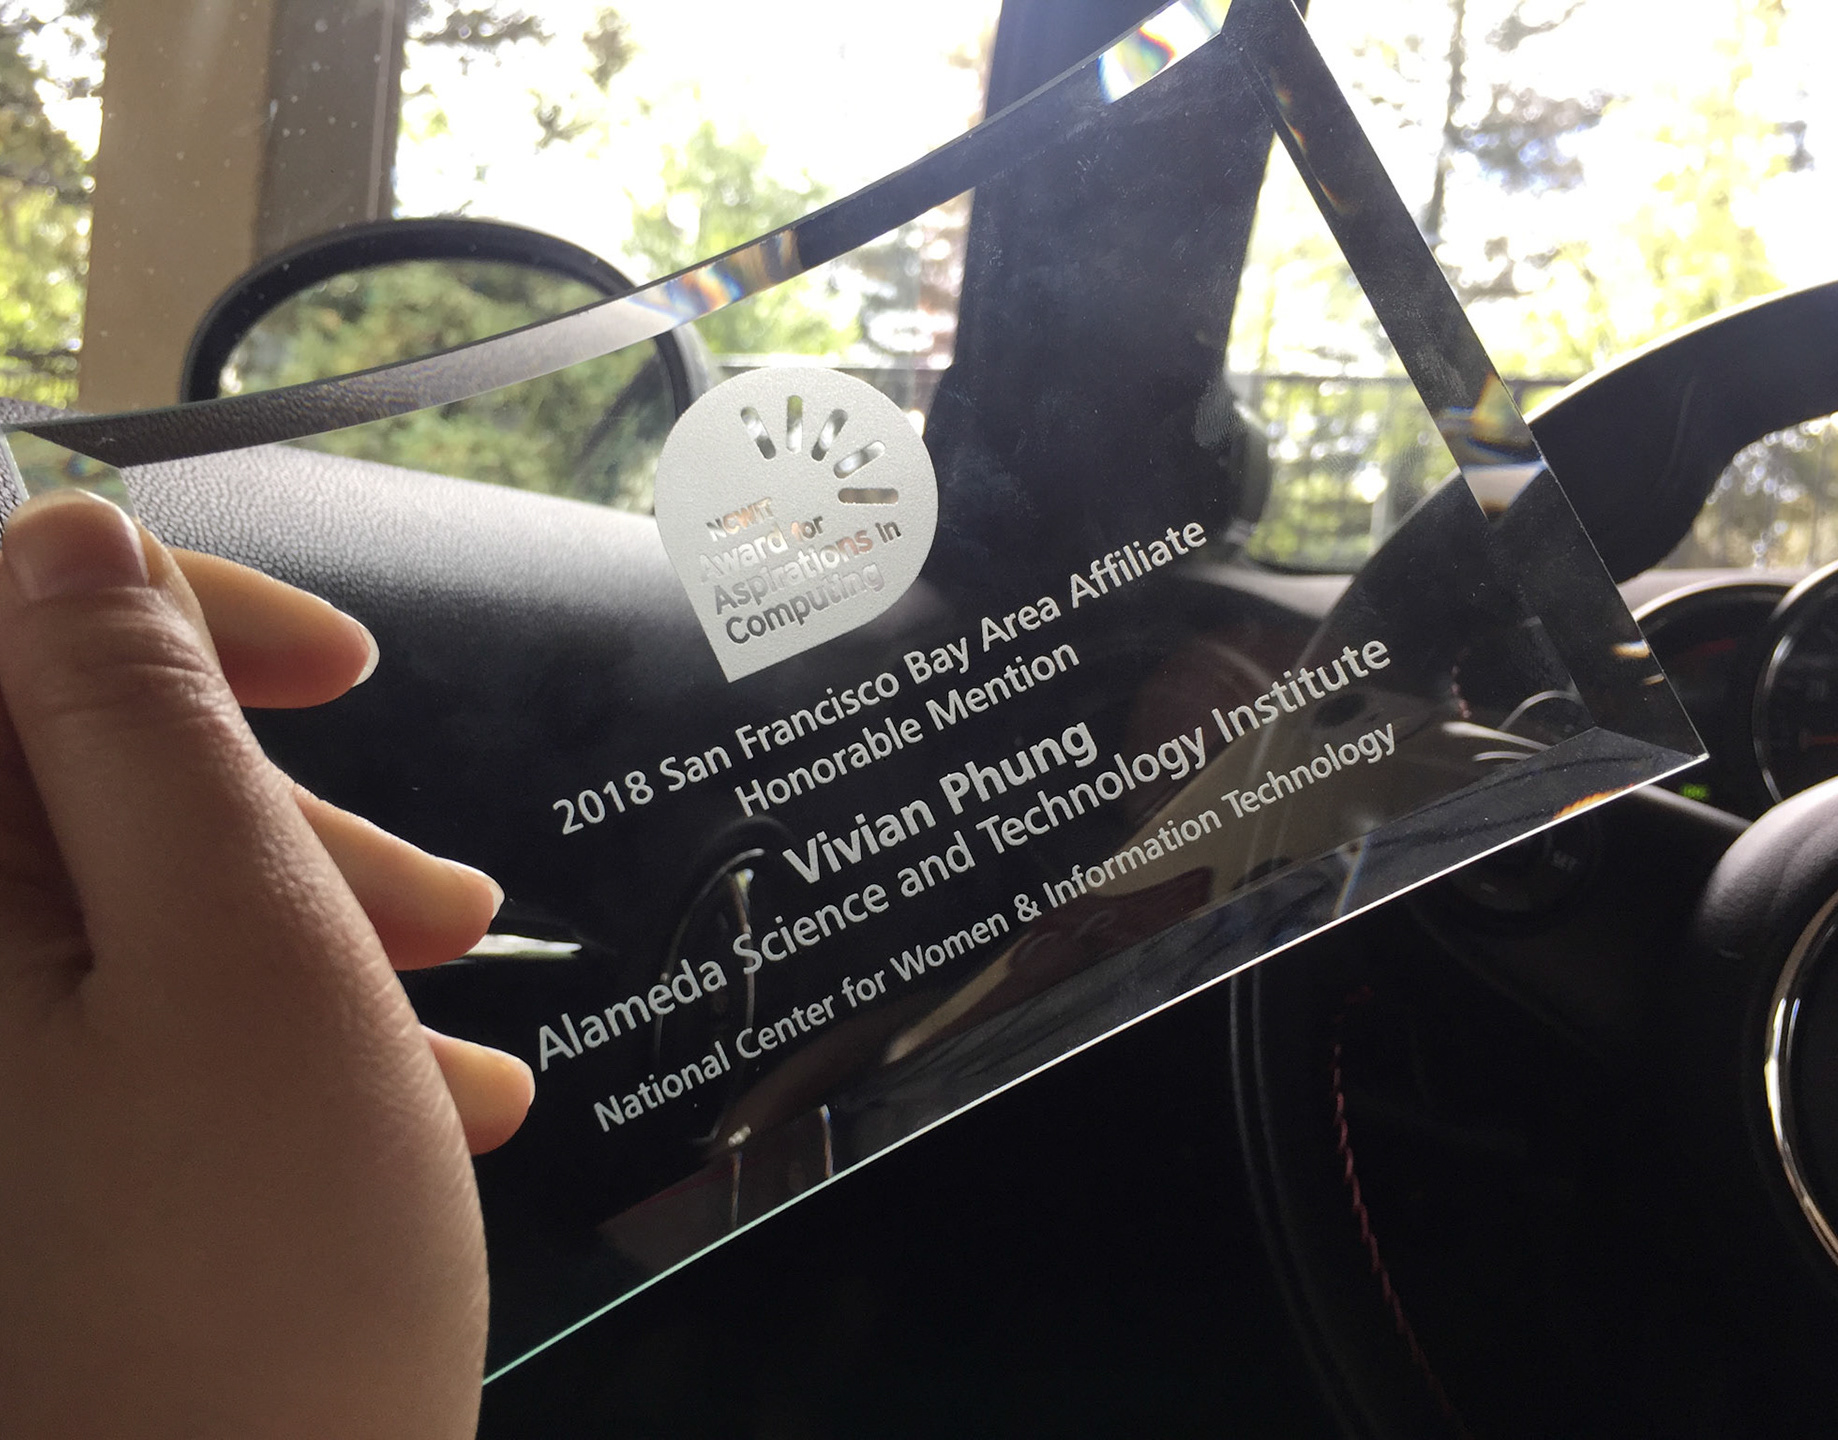 NCWIT
Award for
Aspirations in
Computing
2018 San Francisco Bay Area Affiliate
Honorable Mention
Vivian Phung
Alameda Science and Technology Institute
National Center for Women & Information Technology